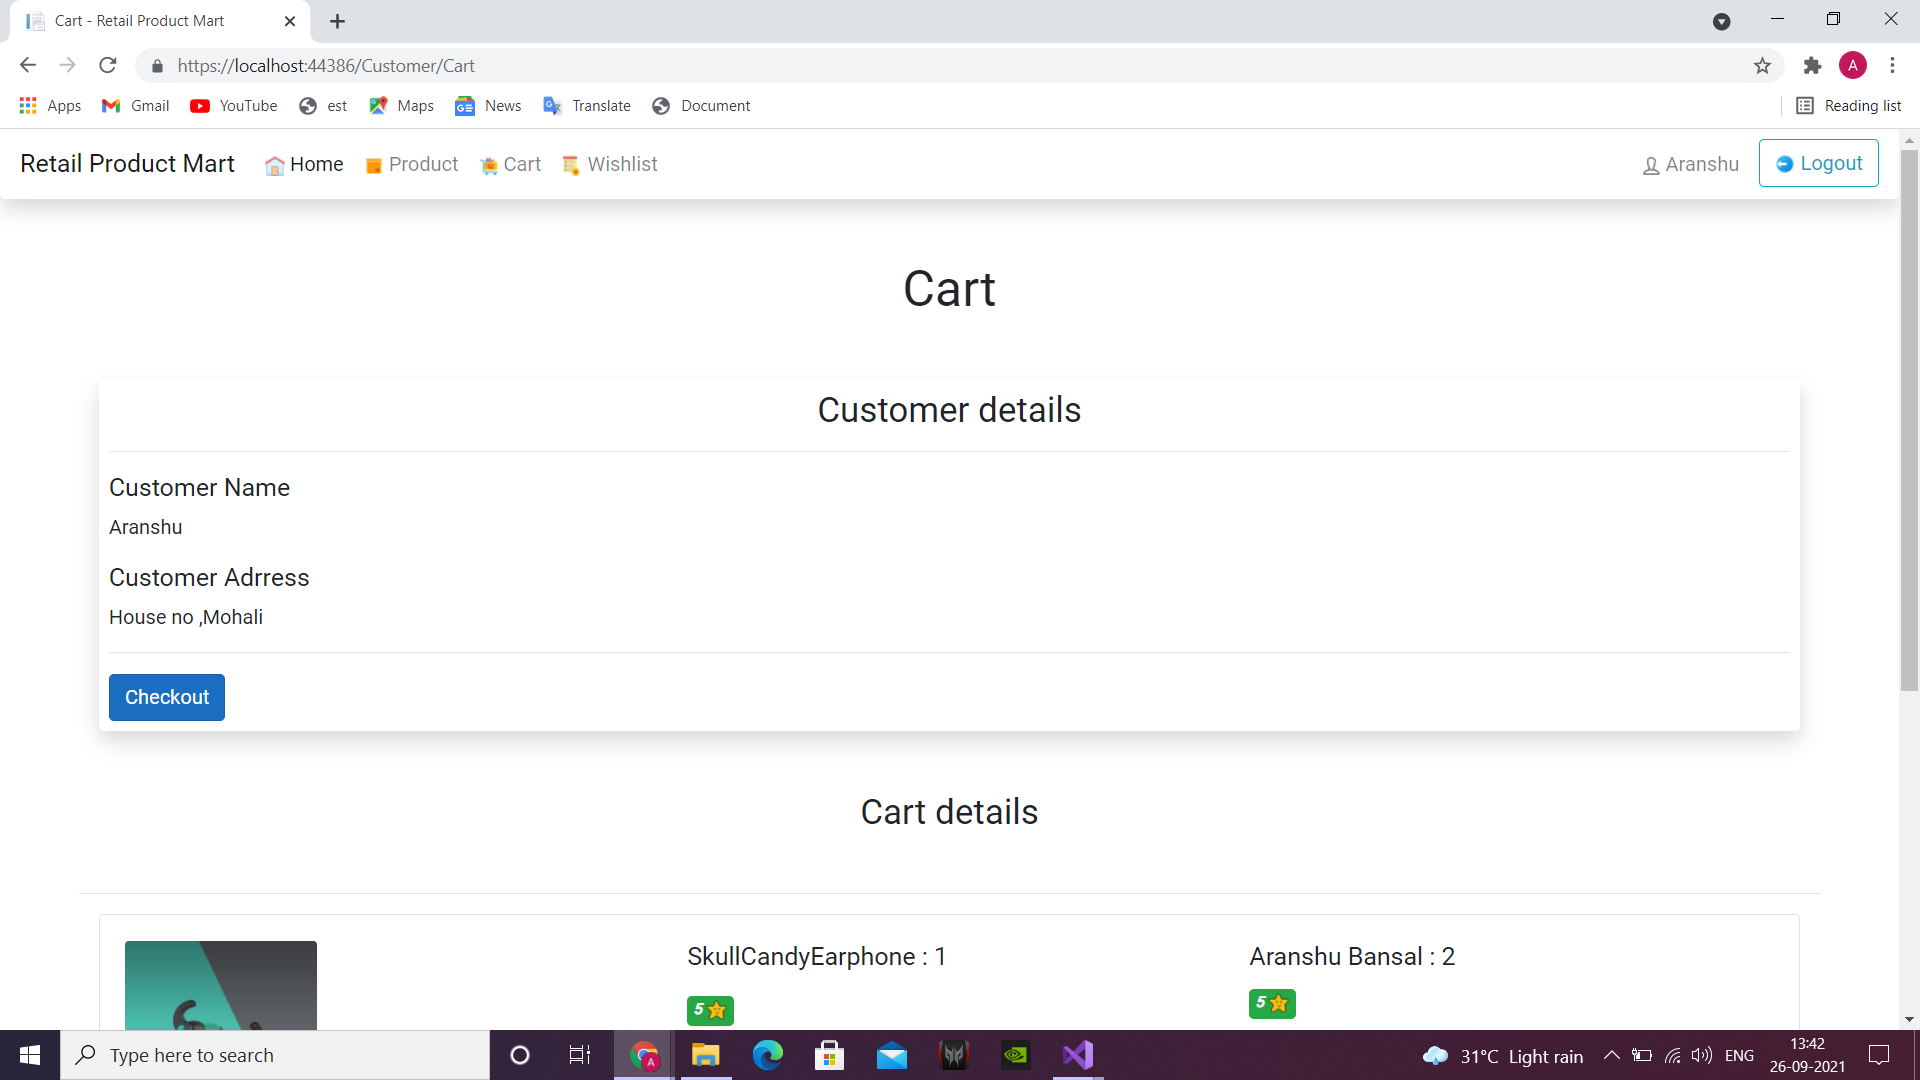 Cart - Retail Product Mart
https://localhost:44386/Customer/Cart
A
Apps Gmail YouTube est Maps News Translate Document Reading list
Retail Product Mart Home Product Cart Wishlist Aranshu Logout
Cart
Customer details
Customer Name
Aranshu
Customer Adrress
House no ,Mohali
Checkout
Cart details
SkullCandyEarphone : 1 Aranshu Bansal : 2
5 5
Type here to search
31°C Light rain ENG
13:42
26-09-2021